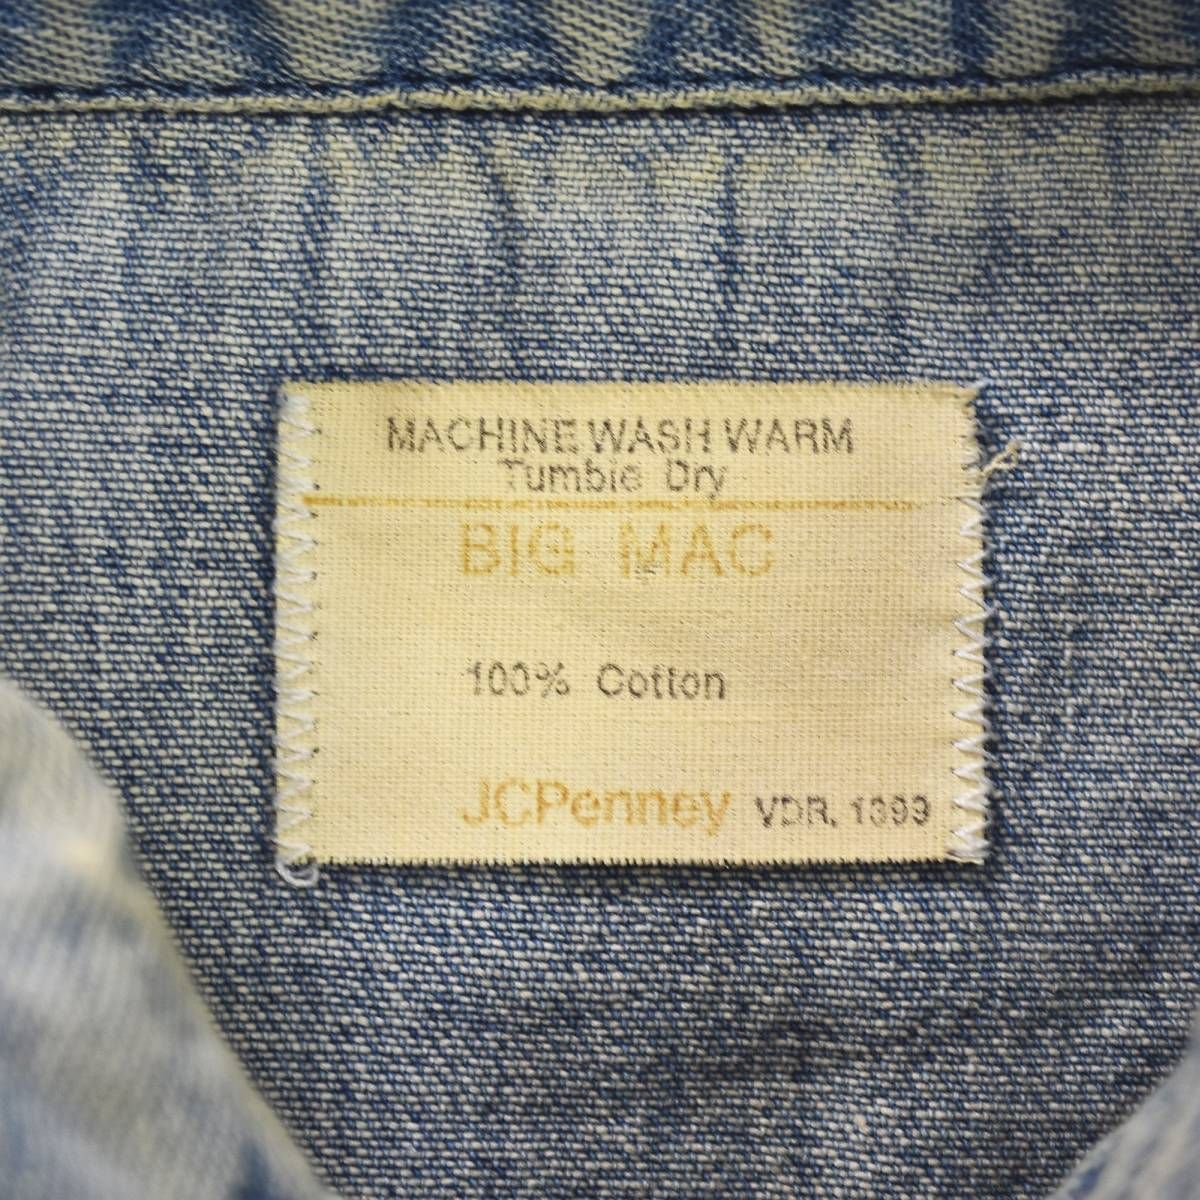 MACHINE WASH WARM
Tumble Dry
BIG MAC
100% Cotton
JCPenney VDR. 1399